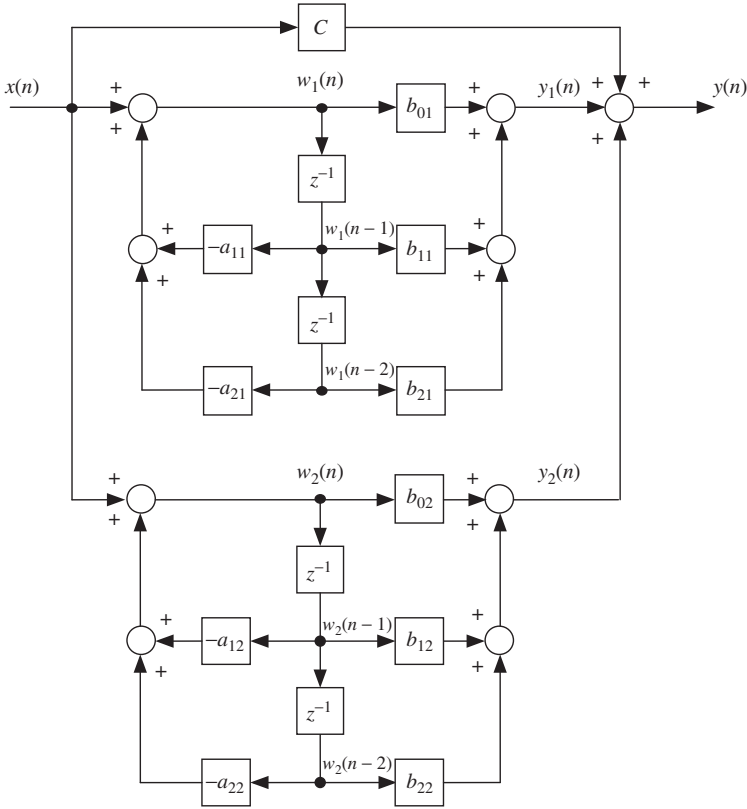 C
x(n) + w₁(n) + y₁(n) + + y(n)
b₀₁
+ + +
z⁻¹
+ w₁(n−1) +
−a₁₁ b₁₁
+ +
z⁻¹
w₁(n−2)
−a₂₁ b₂₁
+ w₂(n) + y₂(n)
b₀₂
+ +
z⁻¹
+ w₂(n−1) +
−a₁₂ b₁₂
+ +
z⁻¹
w₂(n−2)
−a₂₂ b₂₂